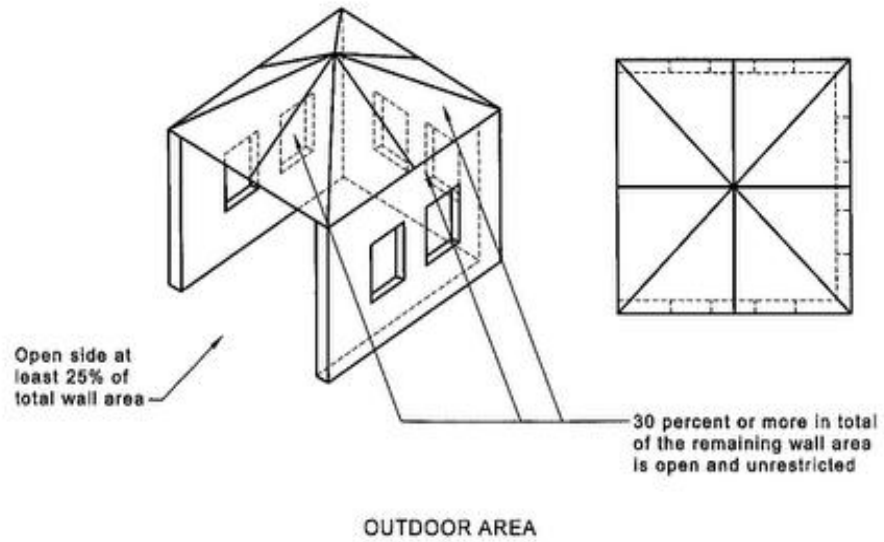 Open side at
least 25% of
total wall area
30 percent or more in total
of the remaining wall area
is open and unrestricted
OUTDOOR AREA